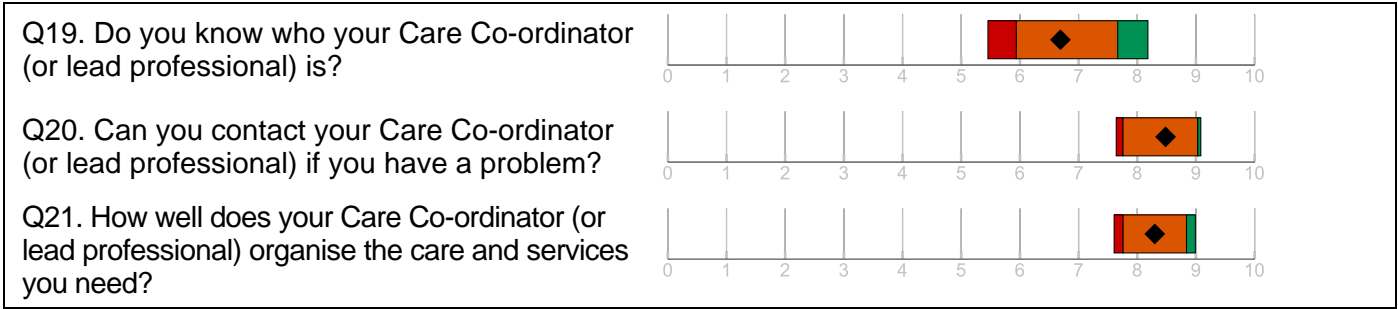 Q19. Do you know who your Care Co-ordinator
(or lead professional) is?
0 1 2 3 4 5 6 7 8 9 10
Q20. Can you contact your Care Co-ordinator
(or lead professional) if you have a problem?
0 1 2 3 4 5 6 7 8 9 10
Q21. How well does your Care Co-ordinator (or
lead professional) organise the care and services
you need?
0 1 2 3 4 5 6 7 8 9 10